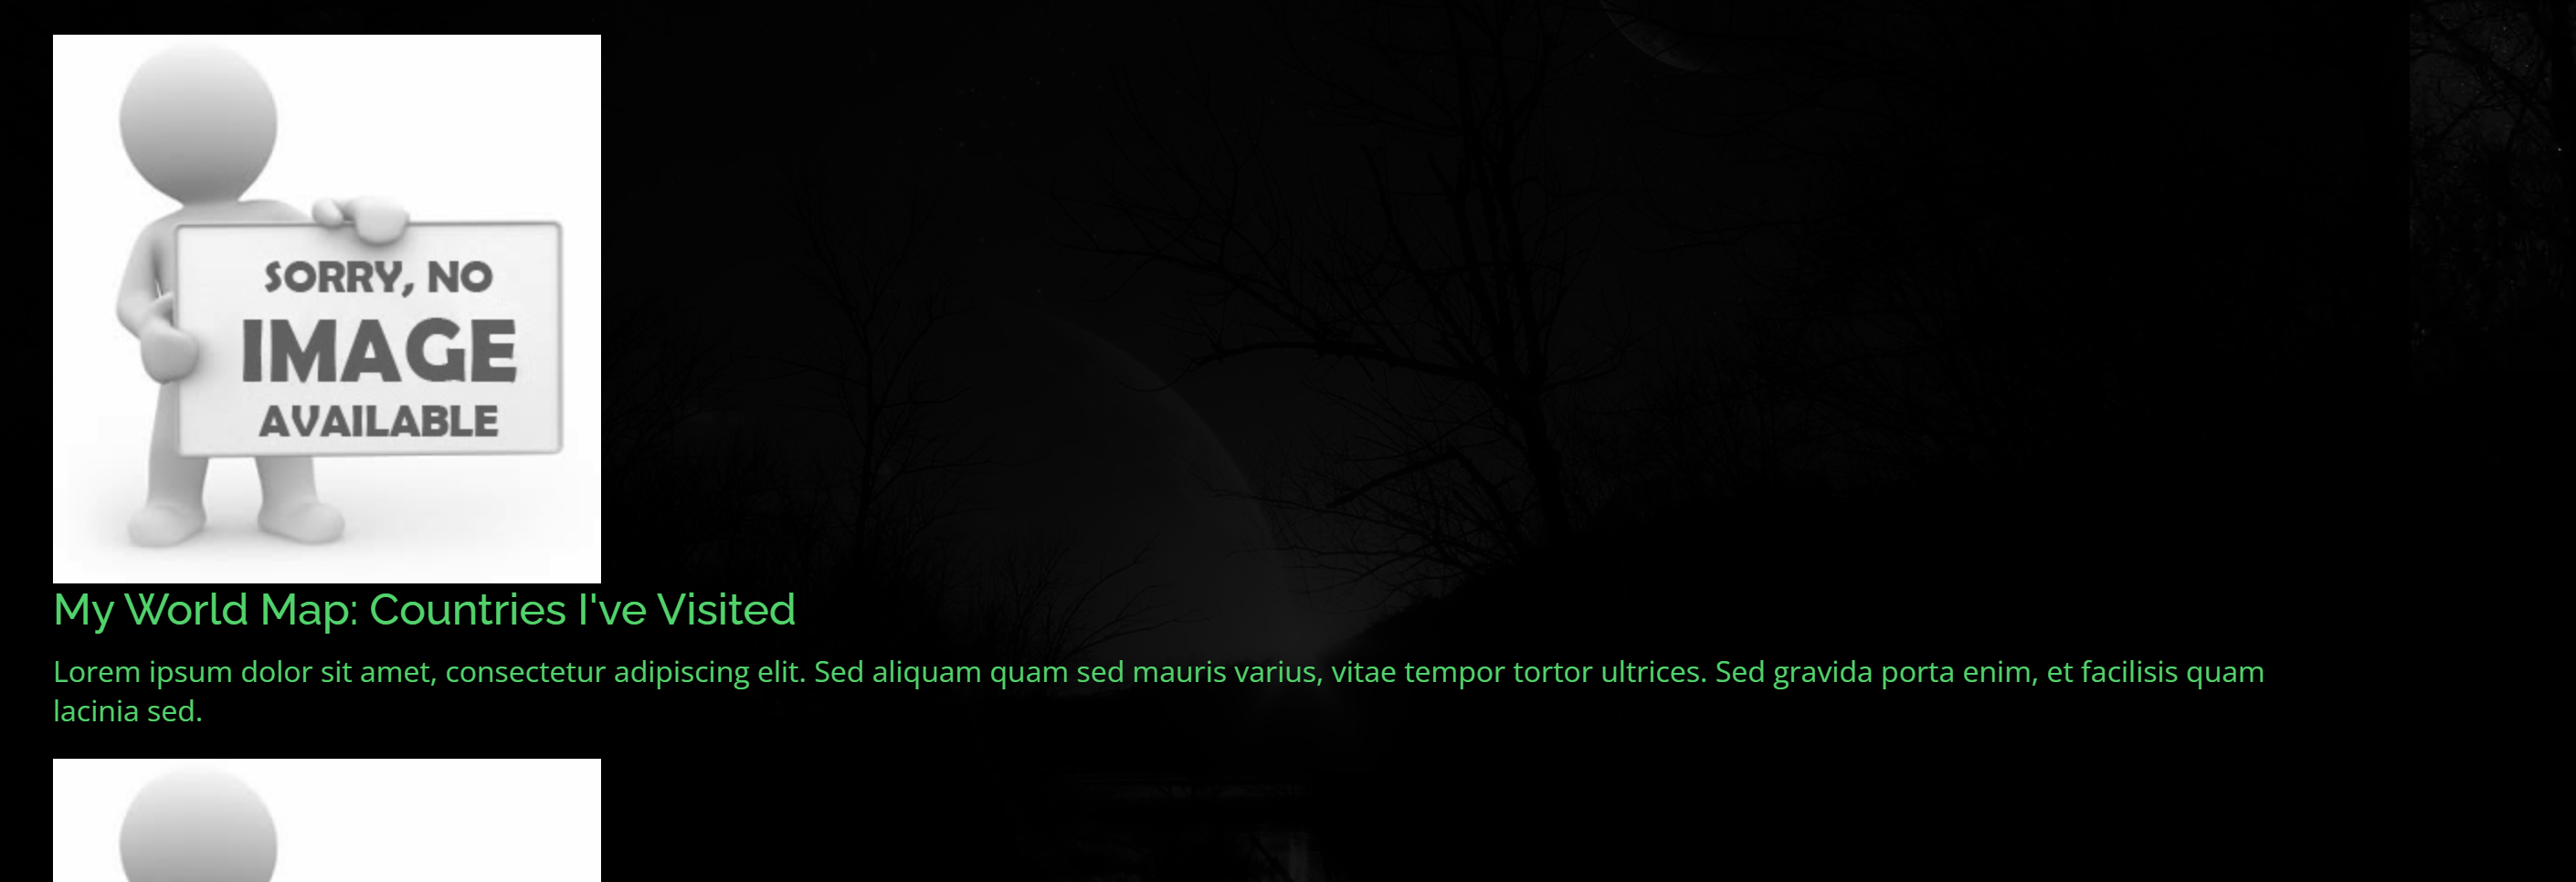 SORRY, NO
IMAGE
AVAILABLE
My World Map: Countries I've Visited
Lorem ipsum dolor sit amet, consectetur adipiscing elit. Sed aliquam quam sed mauris varius, vitae tempor tortor ultrices. Sed gravida porta enim, et facilisis quam
lacinia sed.